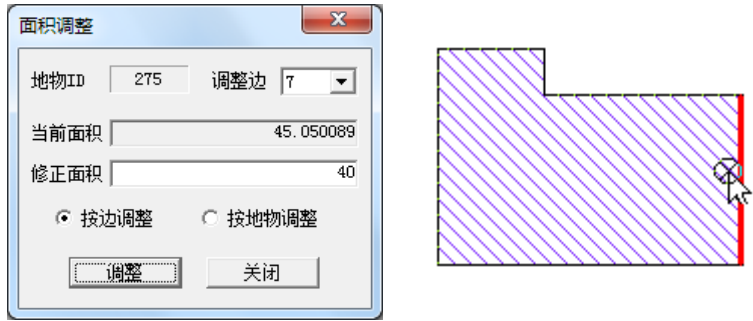 面积调整
地物ID 275 调整边 7
当前面积 45.050089
修正面积 40
按边调整 按地物调整
调整 关闭